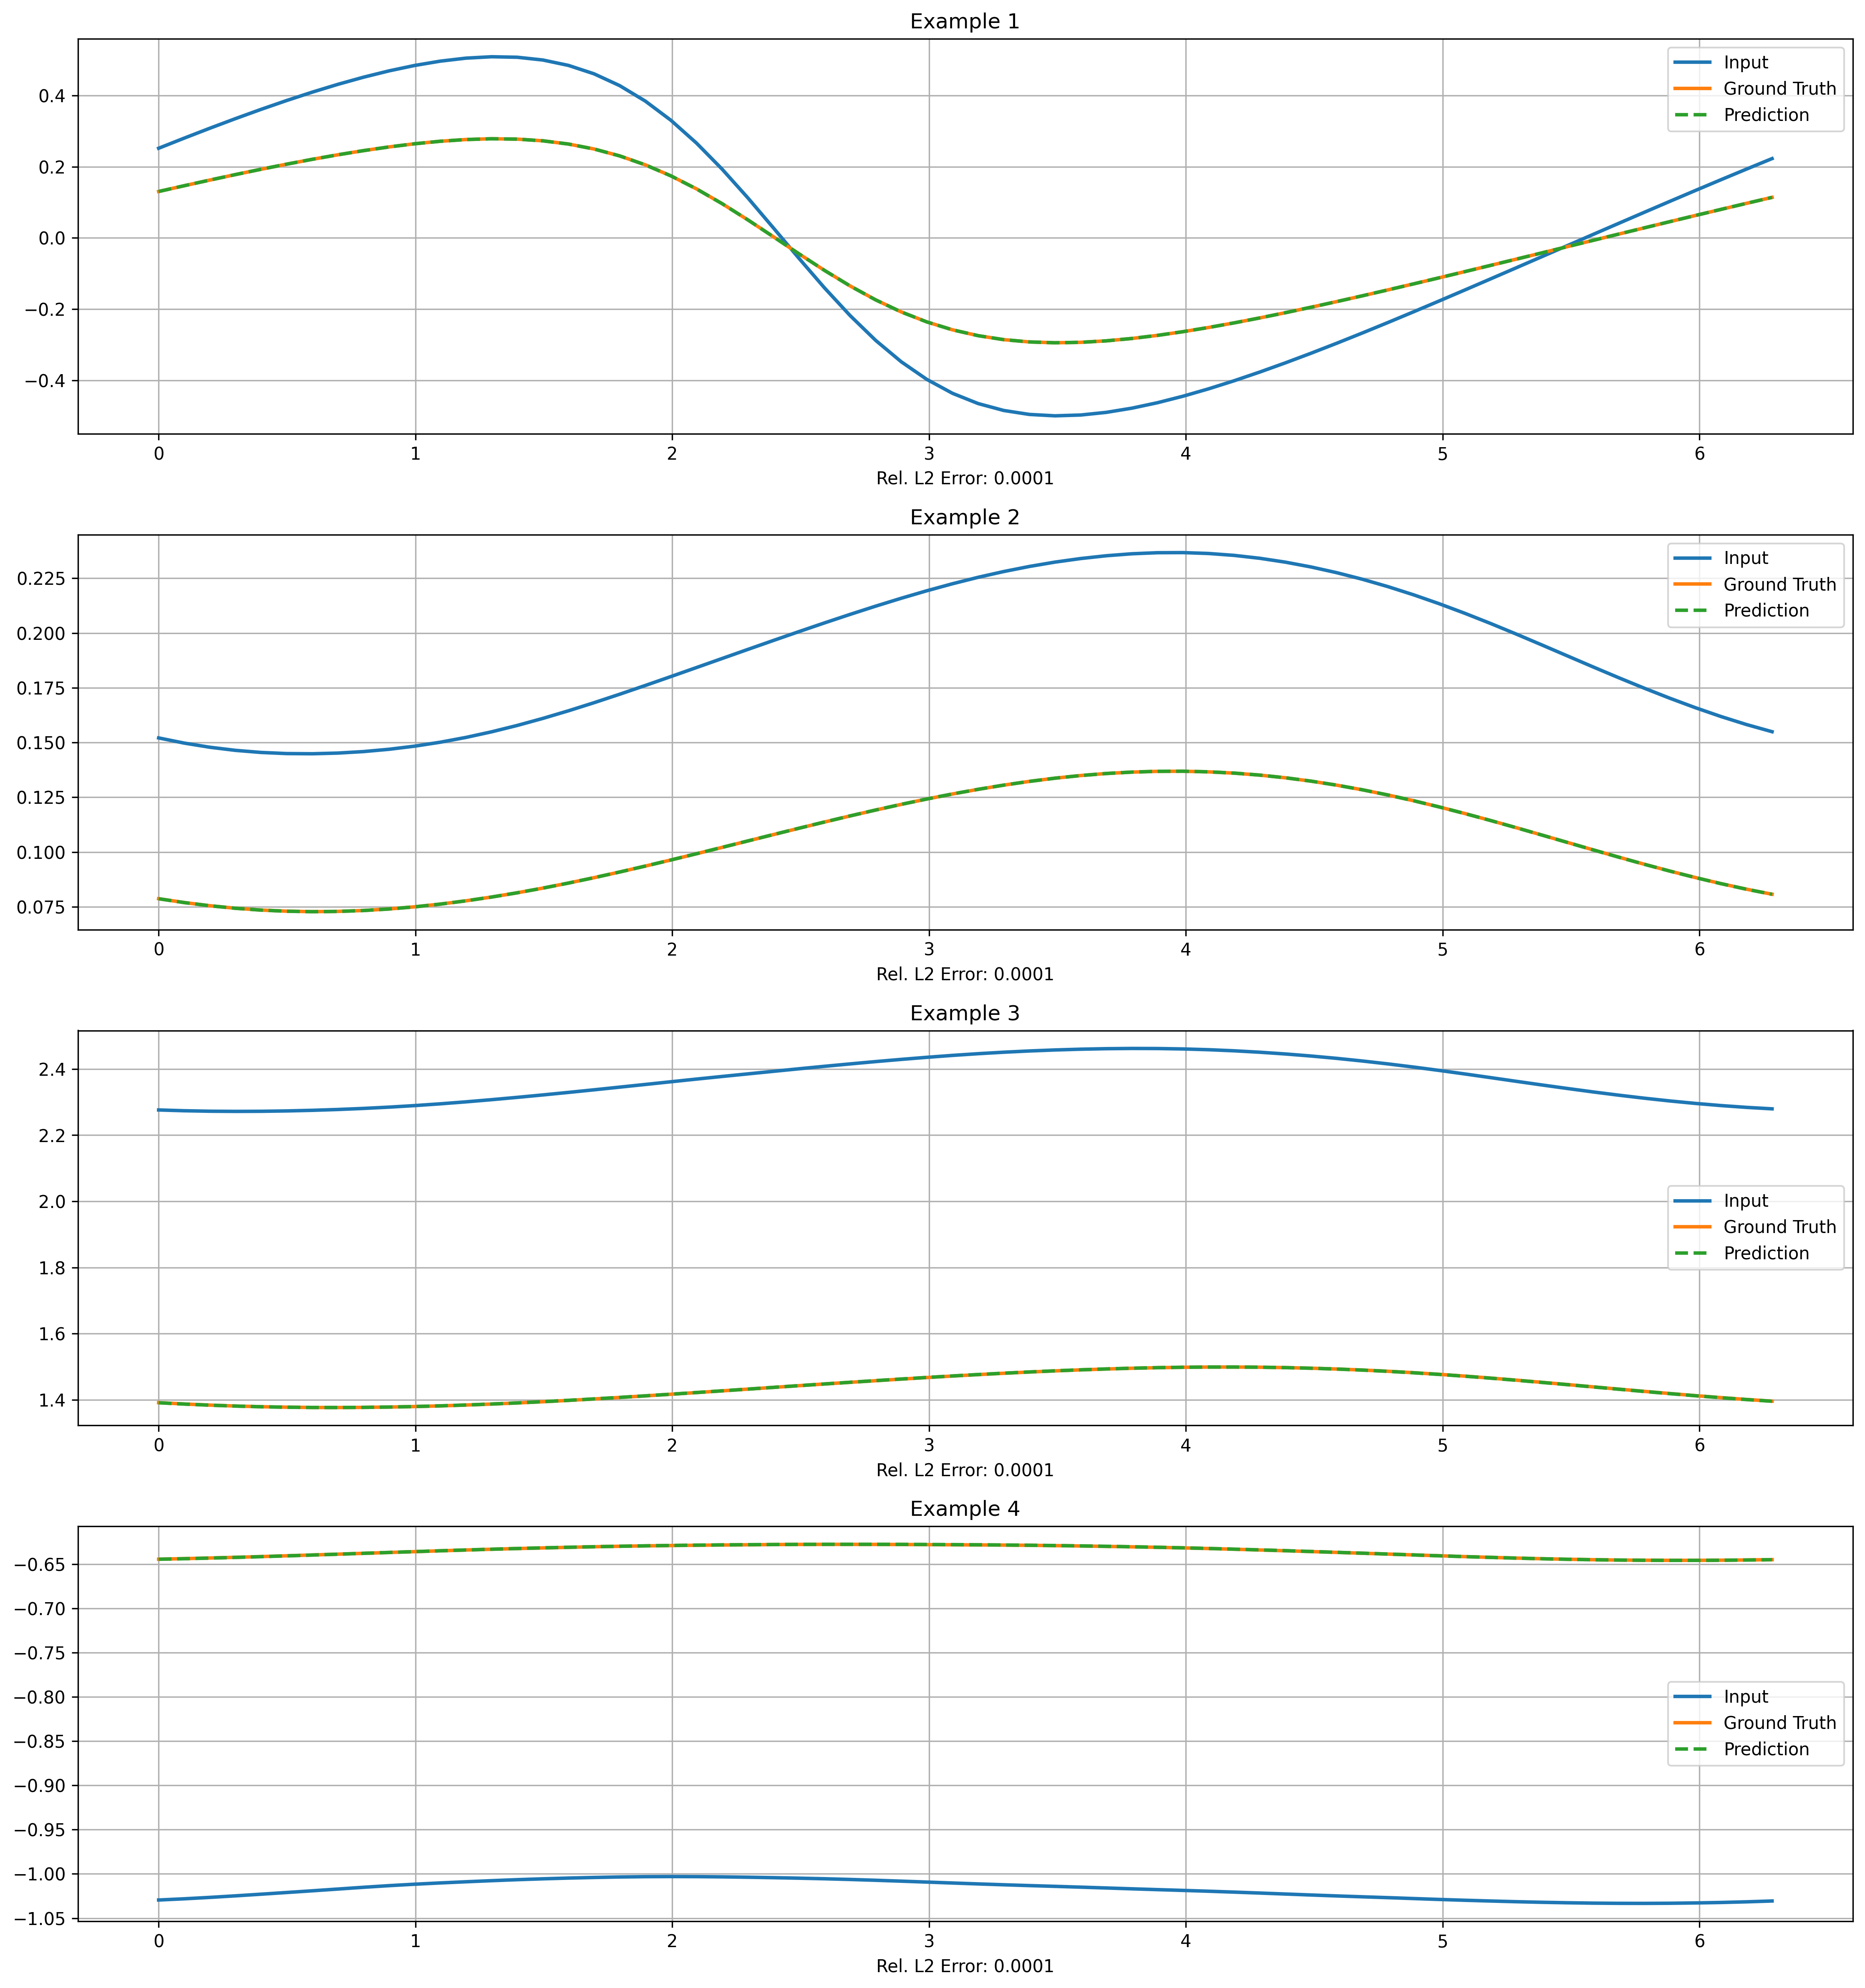 Example 1
0.4
0.2
0.0
−0.2
−0.4
Input
Ground Truth
Prediction
0 1 2 3 4 5 6
Rel. L2 Error: 0.0001
Example 2
0.225
0.200
0.175
0.150
0.125
0.100
0.075
Input
Ground Truth
Prediction
0 1 2 3 4 5 6
Rel. L2 Error: 0.0001
Example 3
2.4
2.2
2.0
1.8
1.6
1.4
Input
Ground Truth
Prediction
0 1 2 3 4 5 6
Rel. L2 Error: 0.0001
Example 4
−0.65
−0.70
−0.75
−0.80
−0.85
−0.90
−0.95
−1.00
−1.05
Input
Ground Truth
Prediction
0 1 2 3 4 5 6
Rel. L2 Error: 0.0001